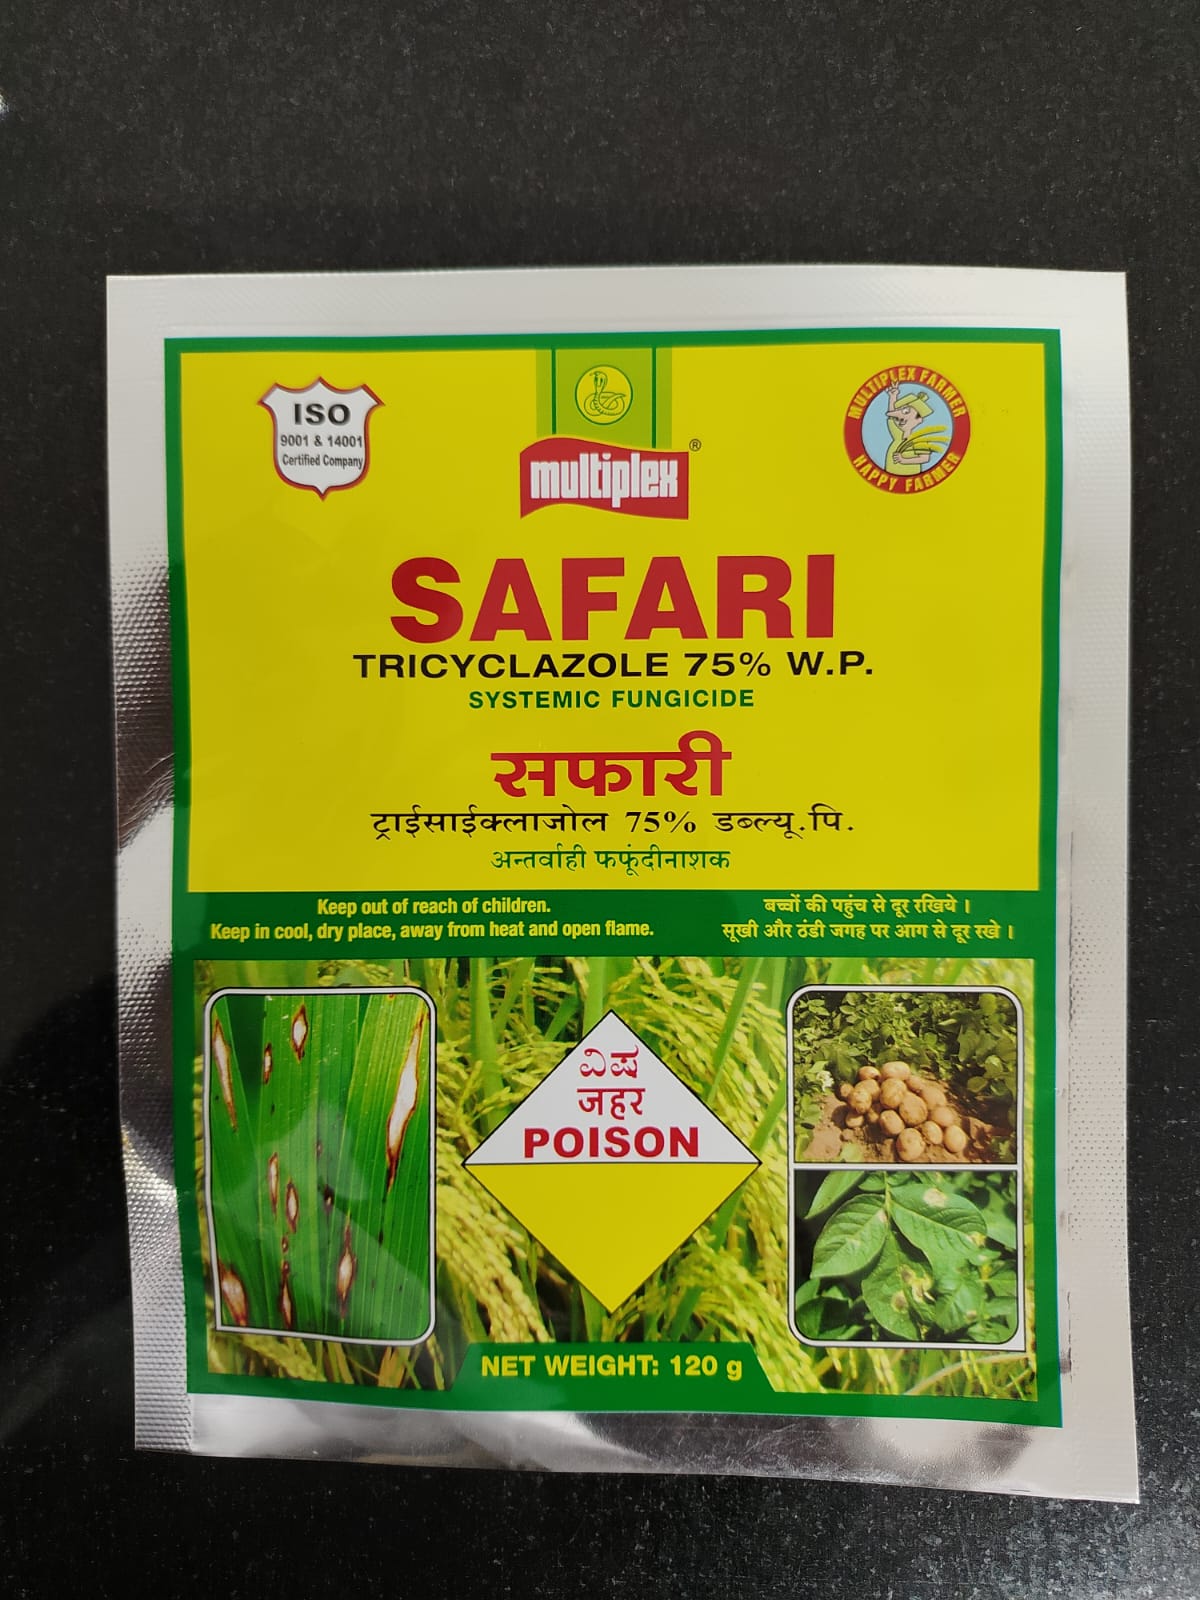 ISO
9001 & 14001
Certified Company
multiplex®
MULTIPLEX FARMER
HAPPY FARMER
SAFARI
TRICYCLAZOLE 75% W.P.
SYSTEMIC FUNGICIDE
सफारी
ट्राईसाईक्लाजोल 75% डब्ल्यू.पि.
अन्तर्वाही फफूंदीनाशक
Keep out of reach of children.
Keep in cool, dry place, away from heat and open flame.
बच्चों की पहुंच से दूर रखिये ।
सूखी और ठंडी जगह पर आग से दूर रखे ।
ವಿಷ
जहर
POISON
NET WEIGHT: 120 g